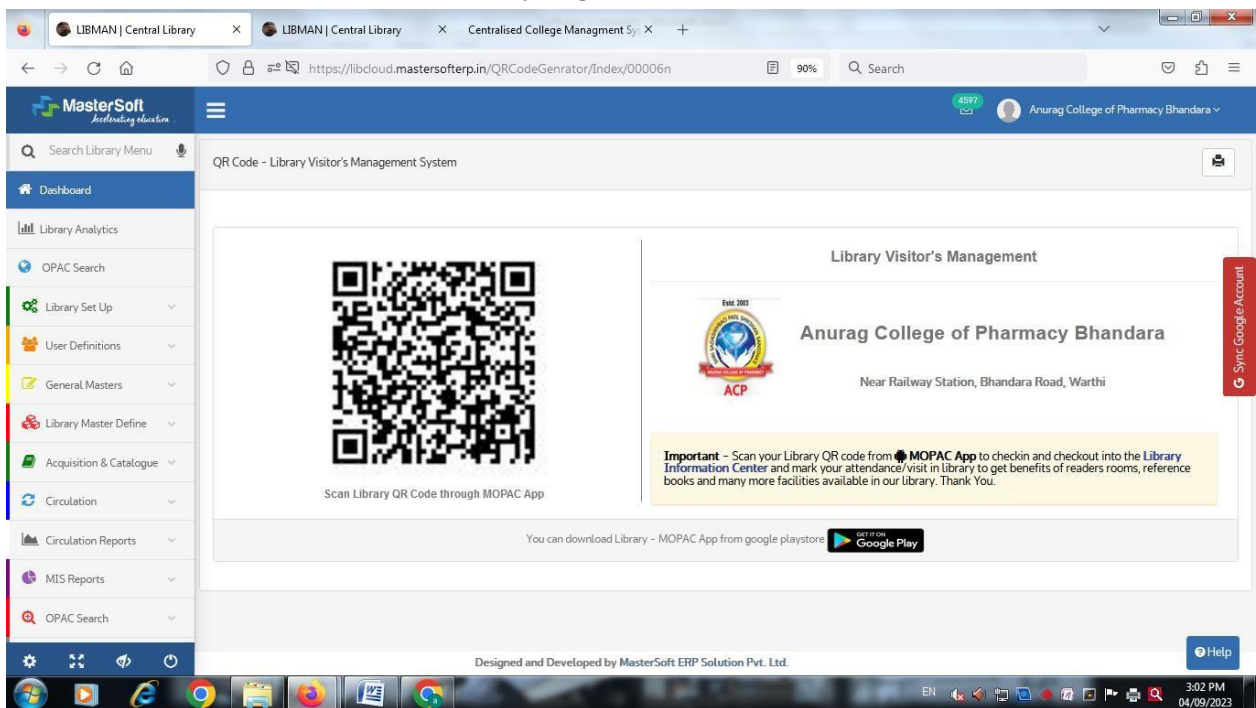 LIBMAN | Central Library
LIBMAN | Central Library
Centralised College Managment Sy
https://libcloud.mastersofterp.in/QRCodeGenrator/Index/00006n
90%
Search
MasterSoft
Accelerating education
4597
Anurag College of Pharmacy Bhandara
Search Library Menu
QR Code - Library Visitor's Management System
Dashboard
Library Analytics
OPAC Search
Library Set Up
User Definitions
General Masters
Library Master Define
Acquisition & Catalogue
Circulation
Circulation Reports
MIS Reports
OPAC Search
Scan Library QR Code through MOPAC App
Library Visitor's Management
Estd. 2003
ACP
Anurag College of Pharmacy Bhandara
Near Railway Station, Bhandara Road, Warthi
Important - Scan your Library QR code from MOPAC App to checkin and checkout into the Library
Information Center and mark your attendance/visit in library to get benefits of readers rooms, reference
books and many more facilities available in our library. Thank You.
You can download Library - MOPAC App from google playstore
GET IT ON
Google Play
Sync Google Account
Help
Designed and Developed by MasterSoft ERP Solution Pvt. Ltd.
EN
3:02 PM
04/09/2023